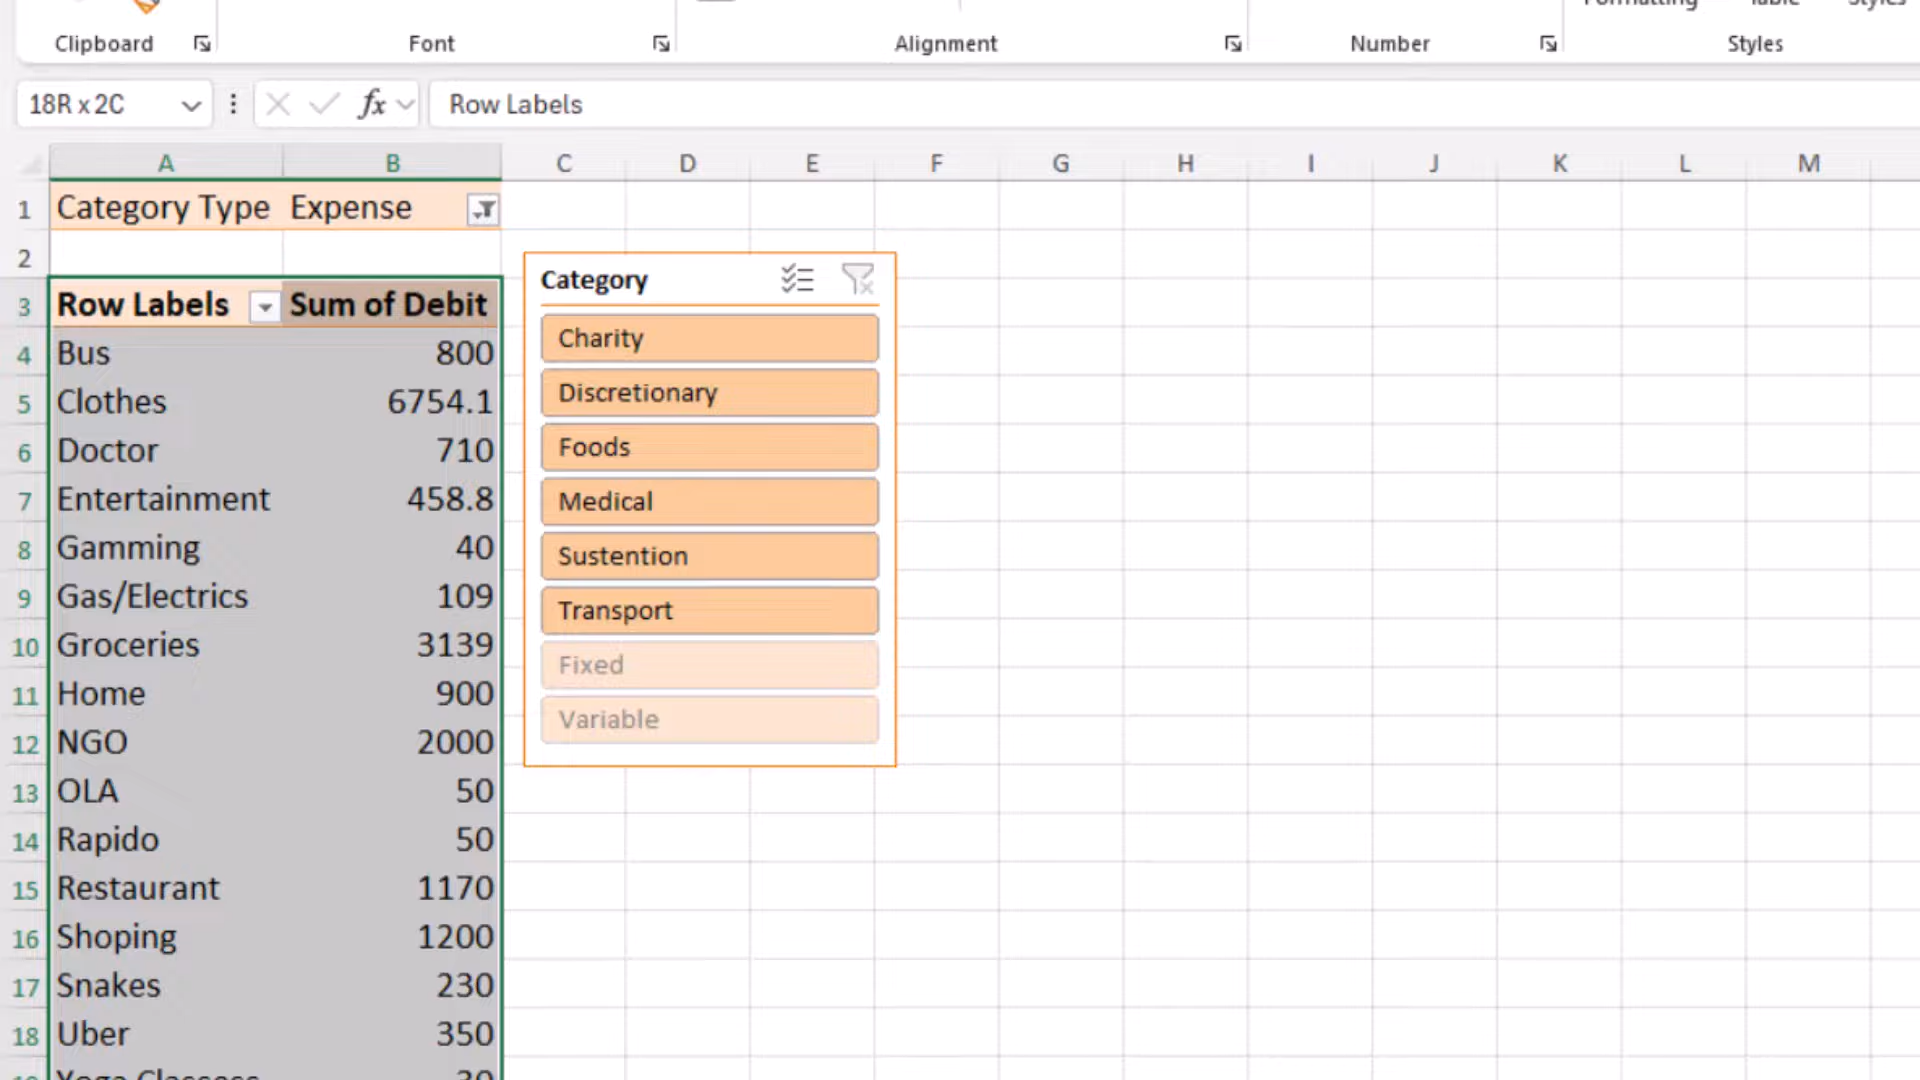 Formatting Table Styles
Clipboard Font Alignment Number Styles
18R x 2C fx Row Labels
A B C D E F G H I J K L M
1 Category Type Expense
2
3 Row Labels Sum of Debit
4 Bus 800
5 Clothes 6754.1
6 Doctor 710
7 Entertainment 458.8
8 Gamming 40
9 Gas/Electrics 109
10 Groceries 3139
11 Home 900
12 NGO 2000
13 OLA 50
14 Rapido 50
15 Restaurant 1170
16 Shoping 1200
17 Snakes 230
18 Uber 350
Category
Charity
Discretionary
Foods
Medical
Sustention
Transport
Fixed
Variable